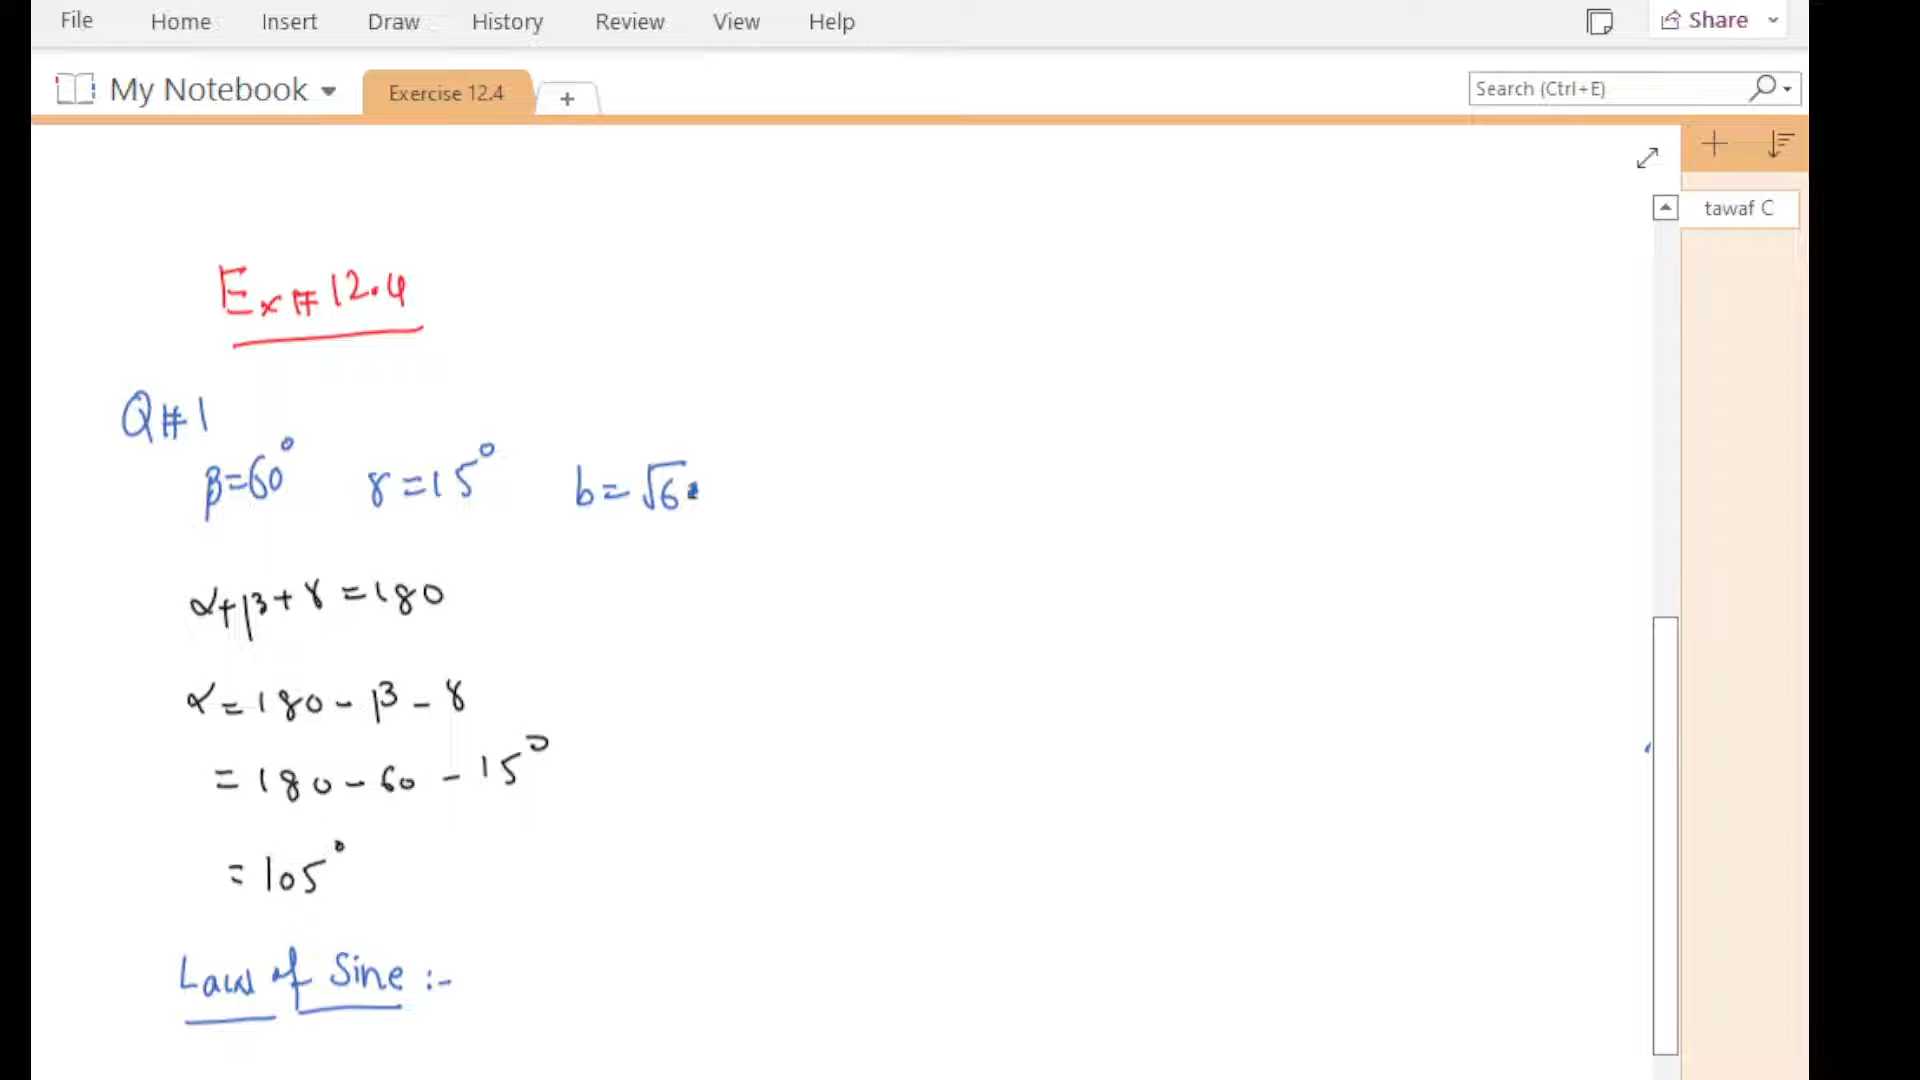 File Home Insert Draw History Review View Help Share
My Notebook Exercise 12.4 + Search (Ctrl+E)
tawaf C
Ex# 12.4
Q#1
β=60° γ=15° b=√6
α+β+γ=180
α=180-β-γ
=180-60-15°
=105°
Law of Sine :-